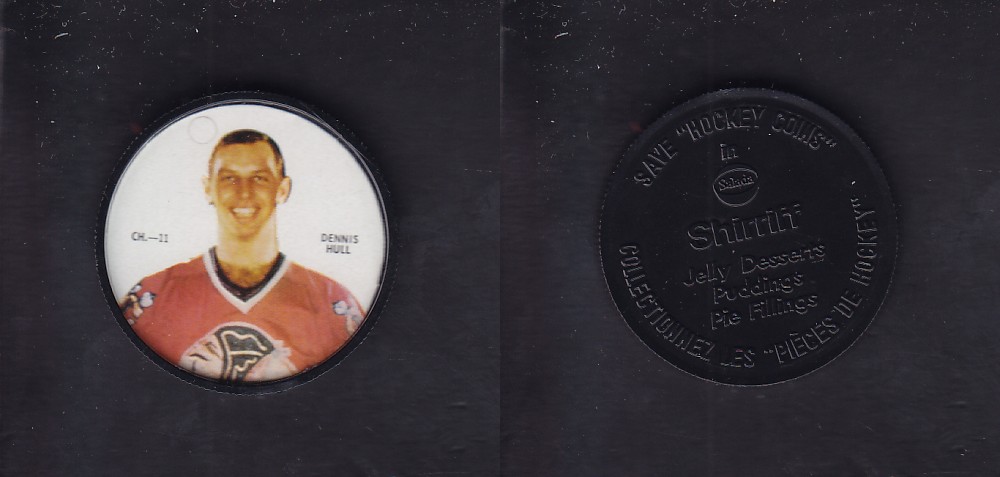 CH.—11
DENNIS
HULL
SAVE "HOCKEY COINS"
in
Salada
Shirriff
Jelly Desserts
Puddings
Pie Fillings
COLLECTIONNEZ LES "PIÈCES DE HOCKEY"